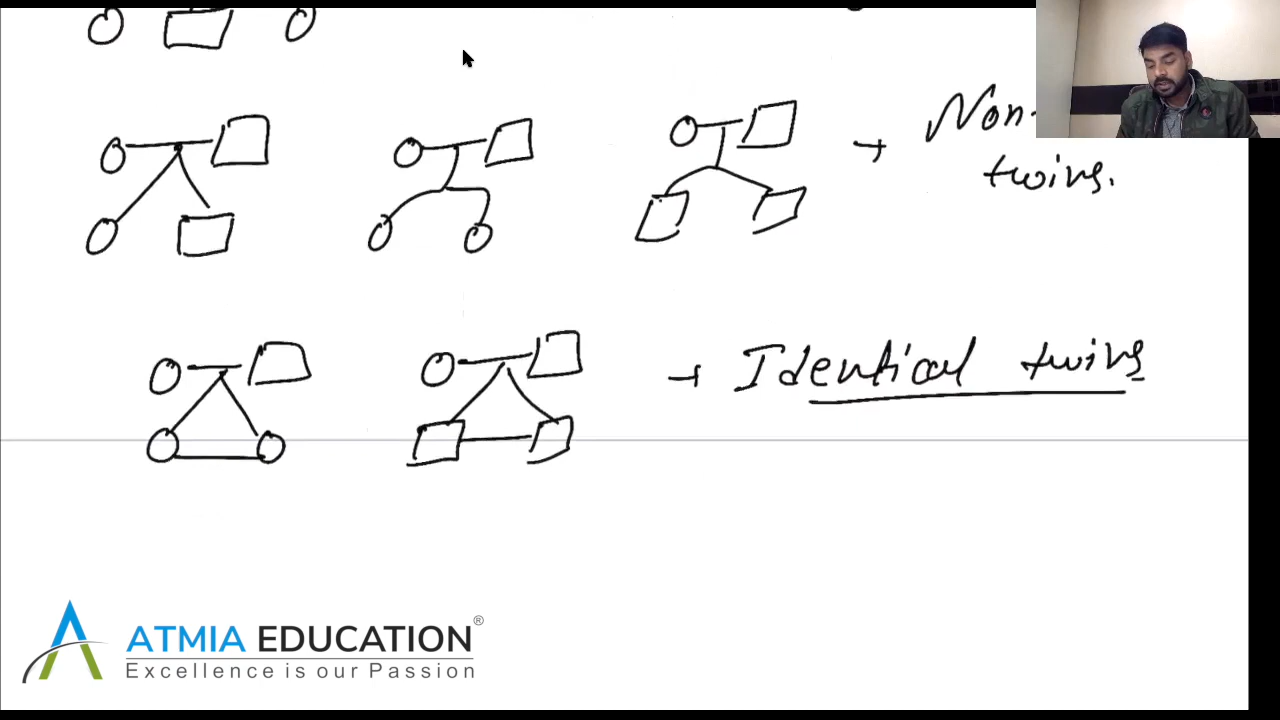 Non-
twins.
→ Identical twins
ATMIA EDUCATION®
Excellence is our Passion